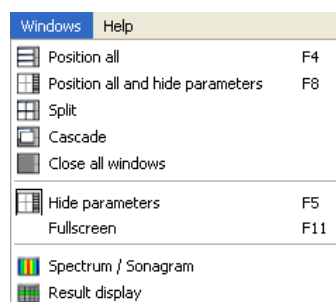 Windows Help
Position all F4
Position all and hide parameters F8
Split
Cascade
Close all windows
Hide parameters F5
Fullscreen F11
Spectrum / Sonagram
Result display